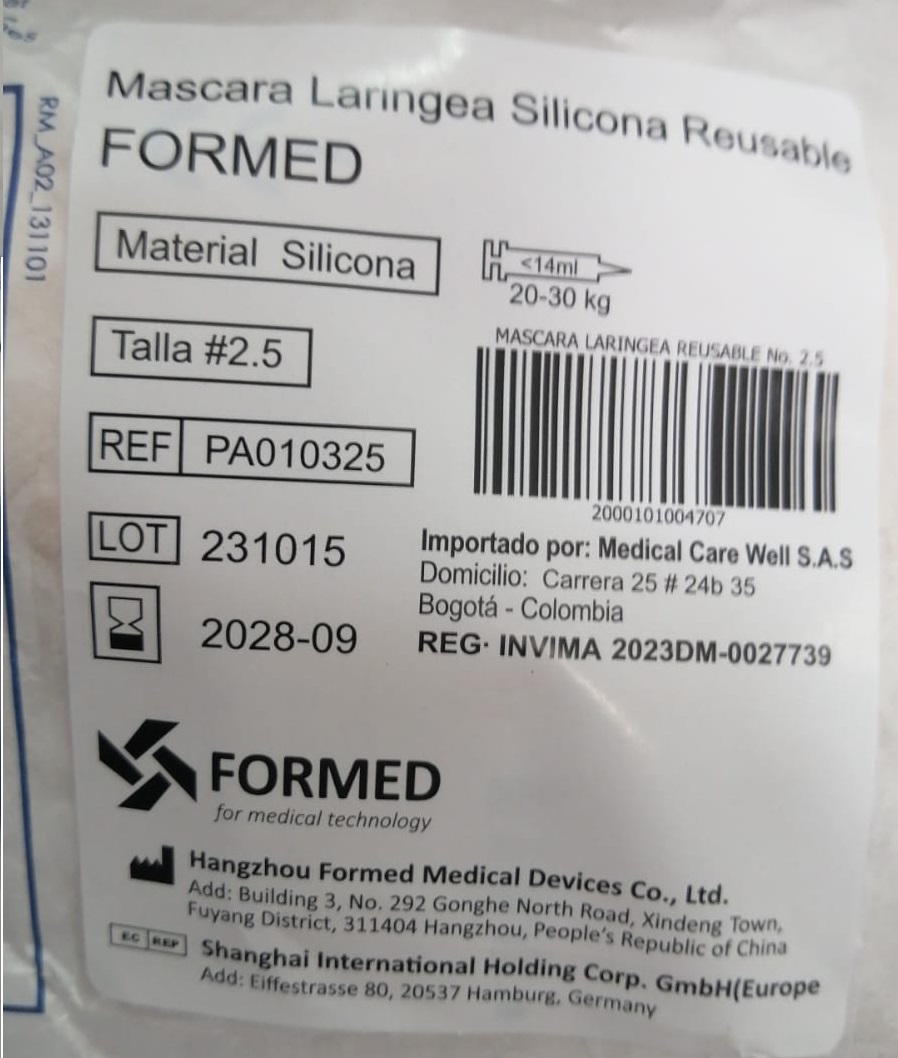 RM_A02_131101
Mascara Laringea Silicona Reusable
FORMED
Material Silicona
<14ml
20-30 kg
Talla #2.5
MASCARA LARINGEA REUSABLE No. 2.5
2000101004707
REF PA010325
LOT 231015
2028-09
Importado por: Medical Care Well S.A.S
Domicilio: Carrera 25 # 24b 35
Bogotá - Colombia
REG· INVIMA 2023DM-0027739
FORMED
for medical technology
Hangzhou Formed Medical Devices Co., Ltd.
Add: Building 3, No. 292 Gonghe North Road, Xindeng Town,
Fuyang District, 311404 Hangzhou, People's Republic of China
EC REP Shanghai International Holding Corp. GmbH(Europe
Add: Eiffestrasse 80, 20537 Hamburg, Germany